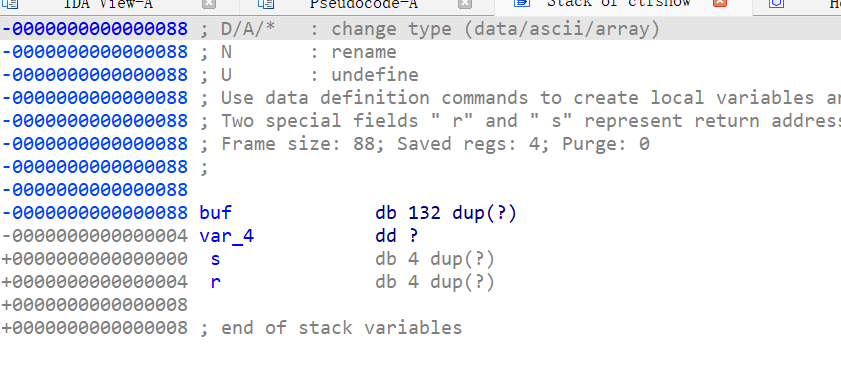 IDA View-A Pseudocode-A Stack of ctfshow
-0000000000000088 ; D/A/* : change type (data/ascii/array)
-0000000000000088 ; N : rename
-0000000000000088 ; U : undefine
-0000000000000088 ; Use data definition commands to create local variables
-0000000000000088 ; Two special fields " r" and " s" represent return
-0000000000000088 ; Frame size: 88; Saved regs: 4; Purge: 0
-0000000000000088 ;
-0000000000000088
-0000000000000088 buf db 132 dup(?)
-0000000000000004 var_4 dd ?
+0000000000000000 s db 4 dup(?)
+0000000000000004 r db 4 dup(?)
+0000000000000008
+0000000000000008 ; end of stack variables